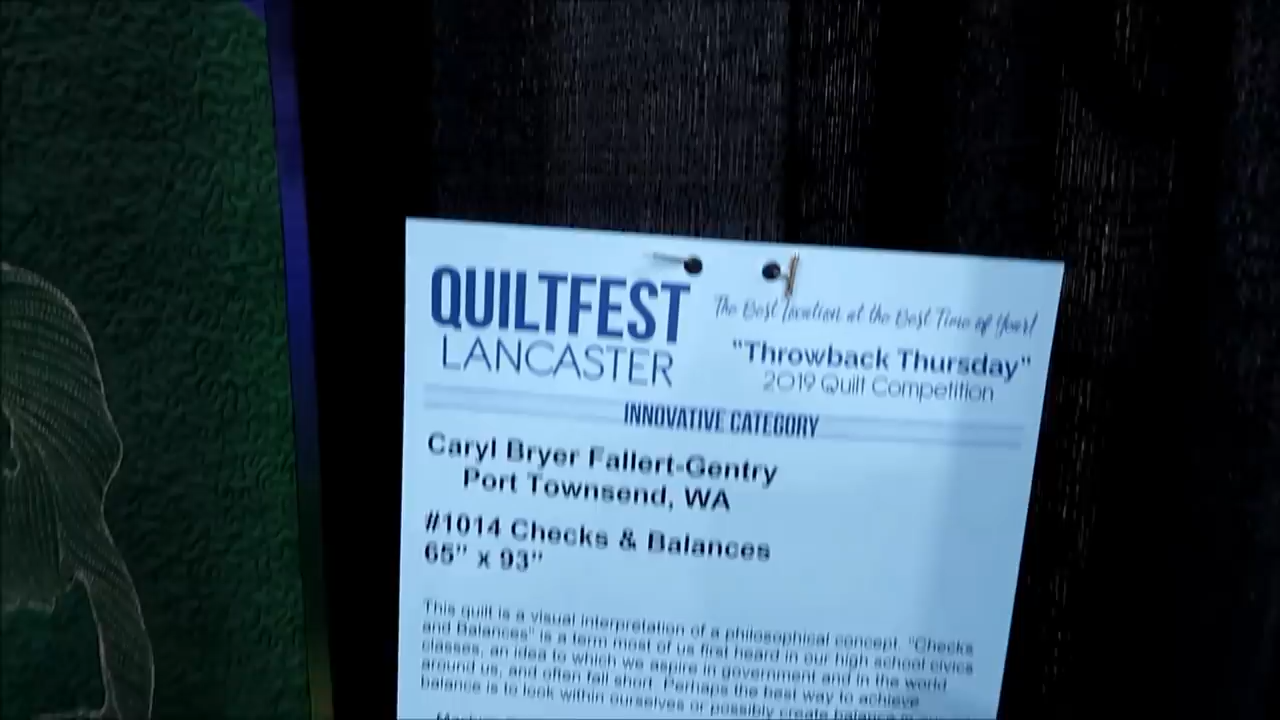 QUILTFEST
LANCASTER
The Best Location at the Best Time of Year!
"Throwback Thursday"
2019 Quilt Competition
INNOVATIVE CATEGORY
Caryl Bryer Fallert-Gentry
Port Townsend, WA
#1014 Checks & Balances
65" x 93"
This quilt is a visual interpretation of a philosophical concept. "Checks
and Balances" is a term most of us first heard in our high school civics
classes, an idea to which we aspire in government and in the world
around us, and often fall short. Perhaps the best way to achieve
balance is to look within ourselves or possibly create balance